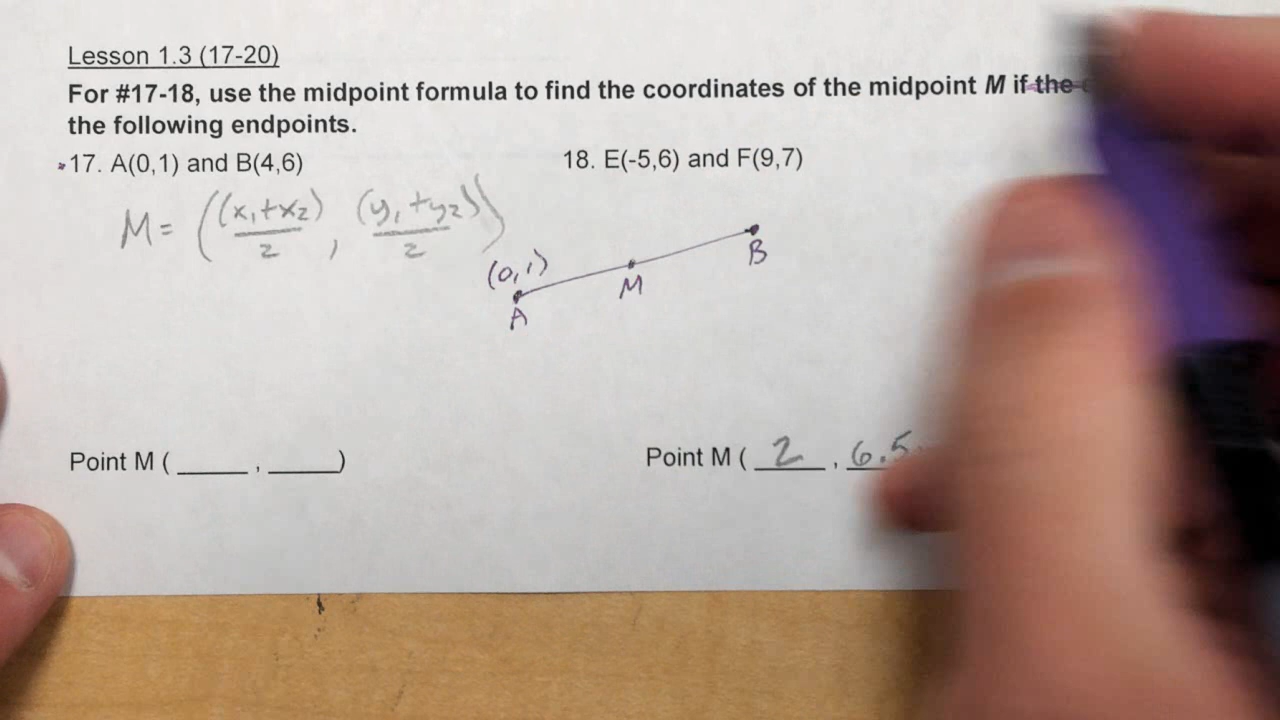 Lesson 1.3 (17-20)
For #17-18, use the midpoint formula to find the coordinates of the midpoint M if the
the following endpoints.
17. A(0,1) and B(4,6)
18. E(-5,6) and F(9,7)
M = ((x₁+x₂)/2, (y₁+y₂)/2)
(0,1)
A
M
B
Point M ( _____ , _____)
Point M ( 2 , 6.5